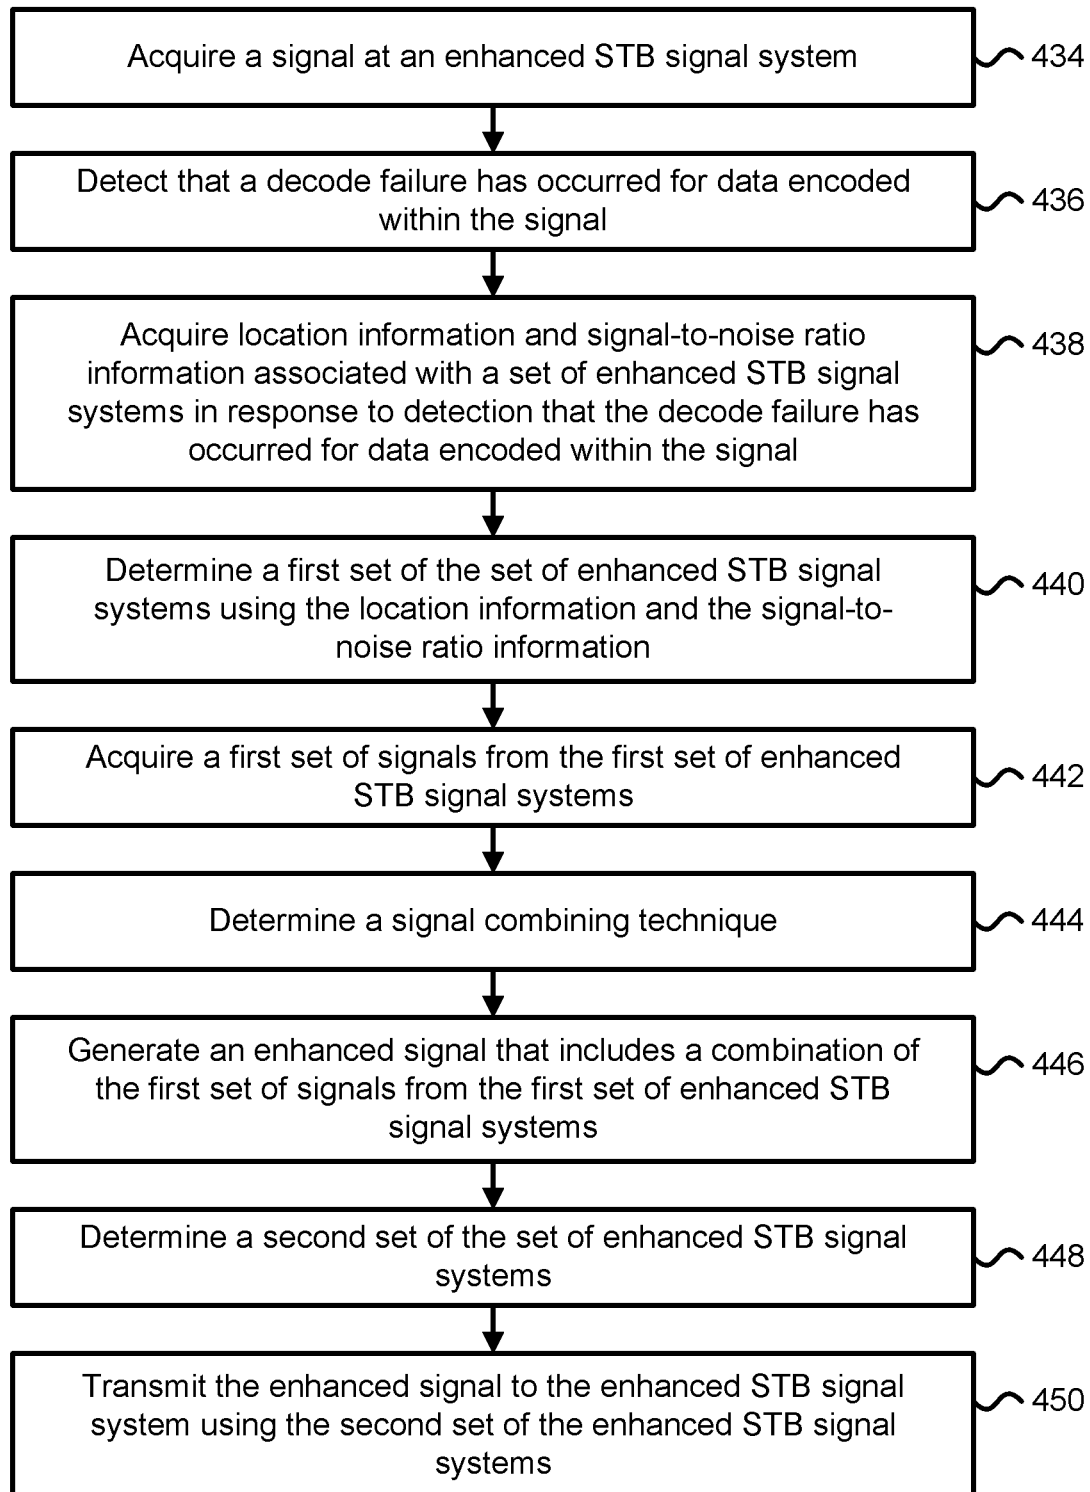 Acquire a signal at an enhanced STB signal system
434
Detect that a decode failure has occurred for data encoded
within the signal
436
Acquire location information and signal-to-noise ratio
information associated with a set of enhanced STB signal
systems in response to detection that the decode failure has
occurred for data encoded within the signal
438
Determine a first set of the set of enhanced STB signal
systems using the location information and the signal-to-
noise ratio information
440
Acquire a first set of signals from the first set of enhanced
STB signal systems
442
Determine a signal combining technique
444
Generate an enhanced signal that includes a combination of
the first set of signals from the first set of enhanced STB
signal systems
446
Determine a second set of the set of enhanced STB signal
systems
448
Transmit the enhanced signal to the enhanced STB signal
system using the second set of the enhanced STB signal
systems
450